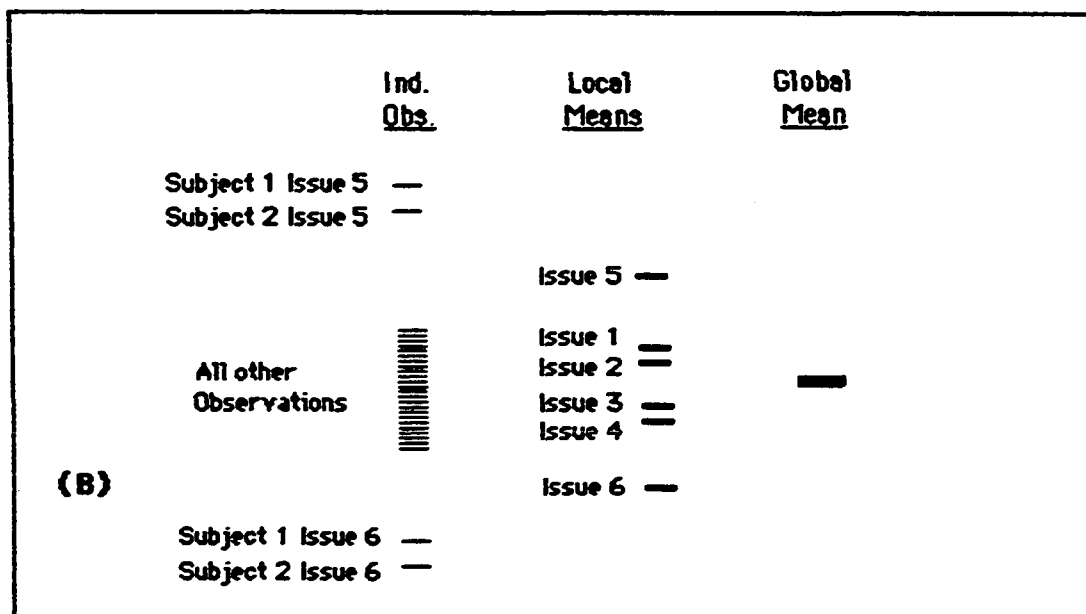 Ind. Local Global
Obs. Means Mean
Subject 1 Issue 5
Subject 2 Issue 5
Issue 5
Issue 1
Issue 2
All other
Observations
Issue 3
Issue 4
{B}
Issue 6
Subject 1 Issue 6
Subject 2 Issue 6